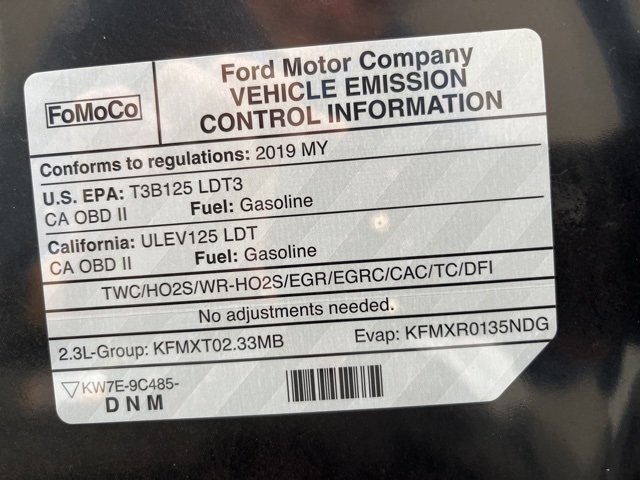 FoMoCo
Ford Motor Company
VEHICLE EMISSION
CONTROL INFORMATION
Conforms to regulations: 2019 MY
U.S. EPA: T3B125 LDT3
CA OBD II Fuel: Gasoline
California: ULEV125 LDT
CA OBD II Fuel: Gasoline
TWC/HO2S/WR-HO2S/EGR/EGRC/CAC/TC/DFI
No adjustments needed.
2.3L-Group: KFMXT02.33MB Evap: KFMXR0135NDG
▽KW7E-9C485-
D N M